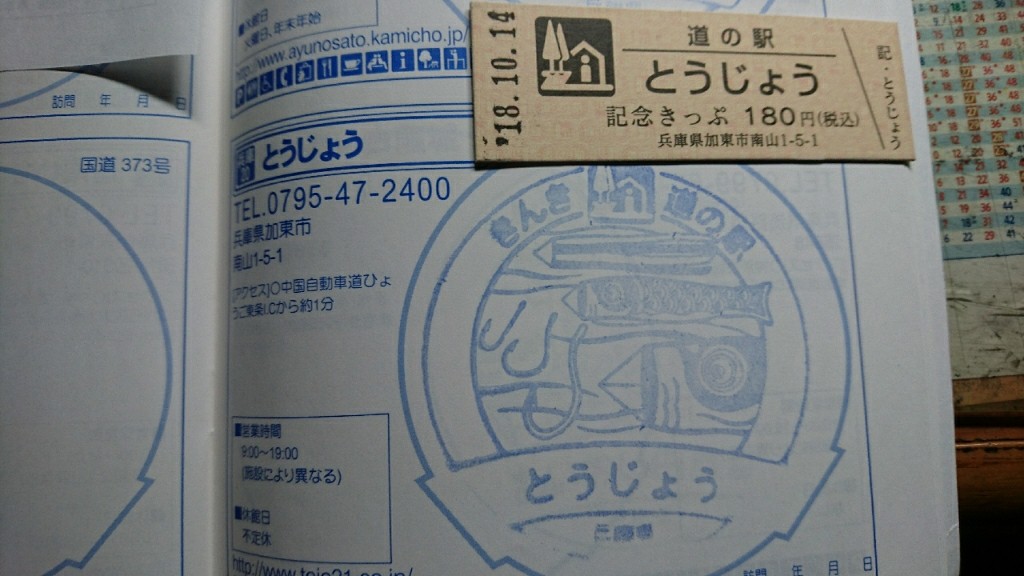 ■休館日
火曜日、年末年始
http://www.ayunosato.kamicho.jp/
訪問 年 月 日
国道 373号
'18.10.14
道の駅
とうじょう
記念きっぷ 180円(税込)
兵庫県加東市南山1-5-1
記・とうじょう
とうじょう
TEL.0795-47-2400
兵庫県加東市
南山1-5-1
[アクセス]○中国自動車道ひょ
うご東条I.Cから約1分
きんき 道の駅
とうじょう
兵庫県
■営業時間
9:00~19:00
(施設により異なる)
■休館日
不定休
http://www.tojo21.co.jp/
訪問 年 月 日